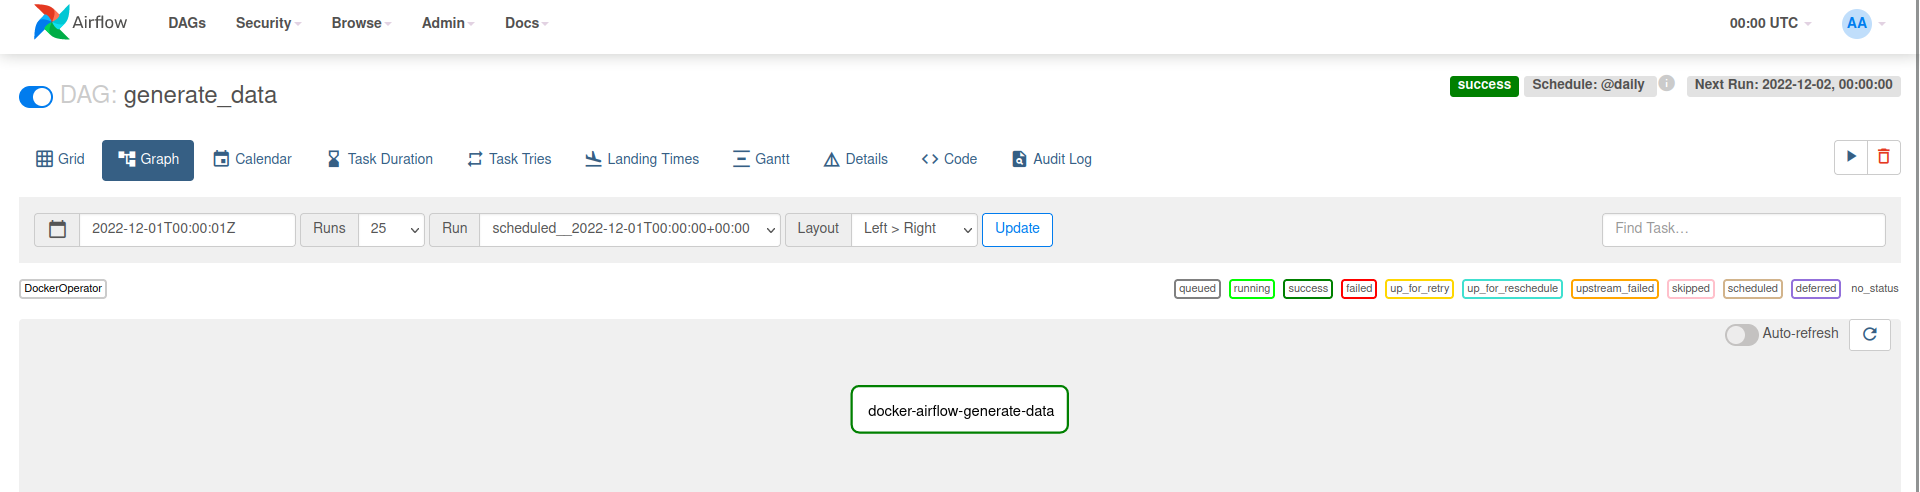 Airflow DAGs Security Browse Admin Docs 00:00 UTC AA
DAG: generate_data success Schedule: @daily i Next Run: 2022-12-02, 00:00:00
Grid Graph Calendar Task Duration Task Tries Landing Times Gantt Details Code Audit Log
2022-12-01T00:00:01Z Runs 25 Run scheduled__2022-12-01T00:00:00+00:00 Layout Left > Right Update Find Task…
DockerOperator queued running success failed up_for_retry up_for_reschedule upstream_failed skipped scheduled deferred no_status
Auto-refresh
docker-airflow-generate-data